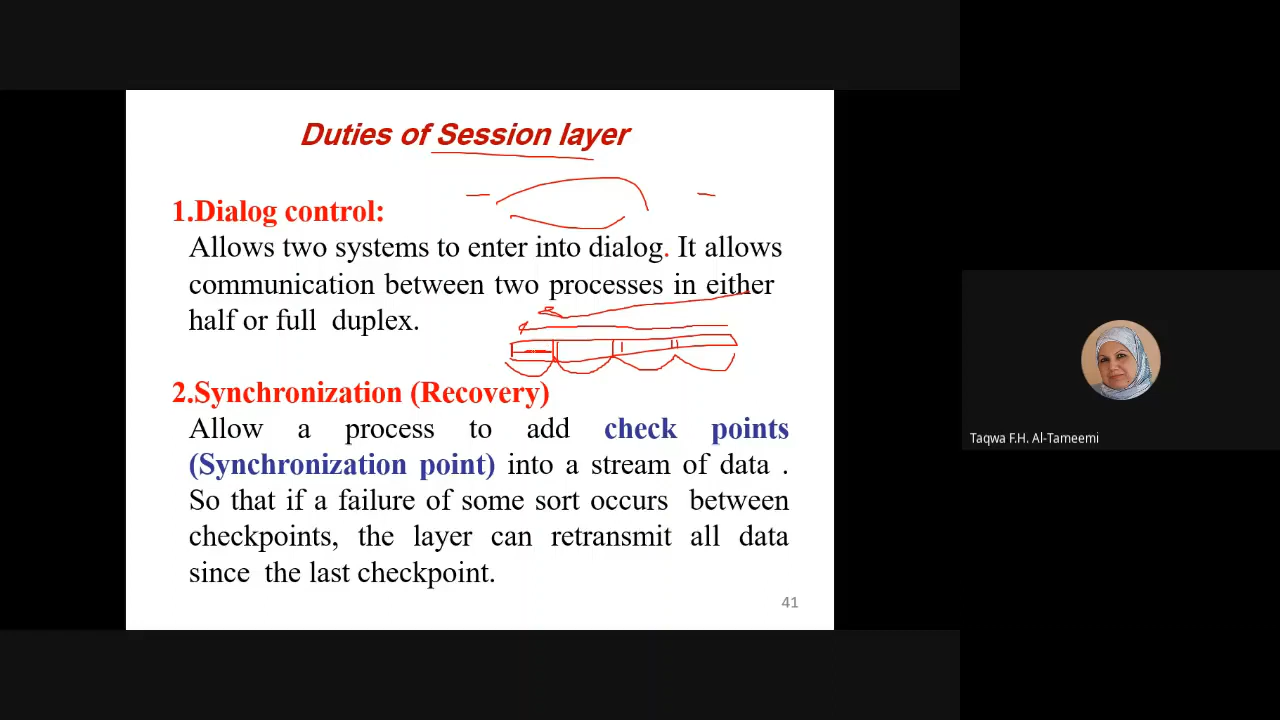 Duties of Session layer
1.Dialog control:
Allows two systems to enter into dialog. It allows
communication between two processes in either
half or full duplex.
2.Synchronization (Recovery)
Allow a process to add check points
(Synchronization point) into a stream of data .
So that if a failure of some sort occurs between
checkpoints, the layer can retransmit all data
since the last checkpoint.
41
Taqwa F.H. Al-Tameemi